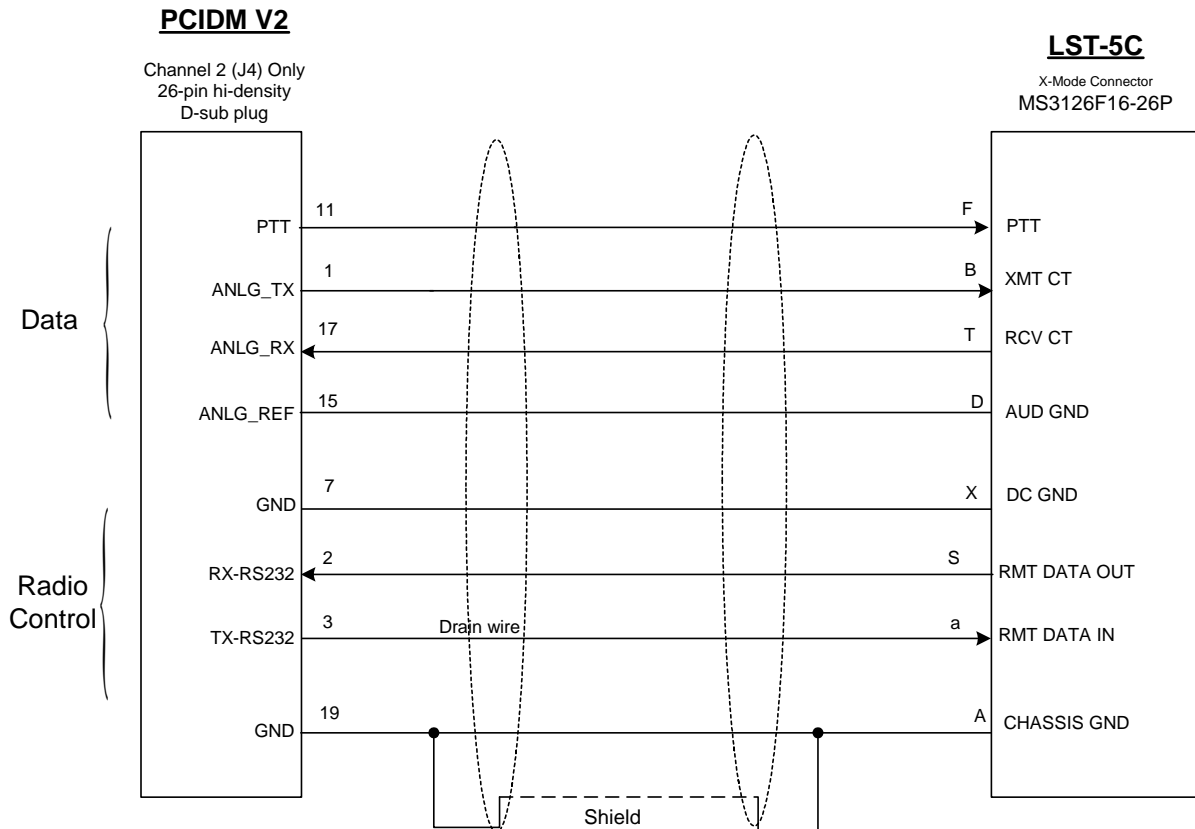 PCIDM V2
Channel 2 (J4) Only
26-pin hi-density
D-sub plug
LST-5C
X-Mode Connector
MS3126F16-26P
Data
Radio
Control
PTT 11 F PTT
ANLG_TX 1 B XMT CT
ANLG_RX 17 T RCV CT
ANLG_REF 15 D AUD GND
GND 7 X DC GND
RX-RS232 2 S RMT DATA OUT
TX-RS232 3 Drain wire a RMT DATA IN
GND 19 A CHASSIS GND
Shield